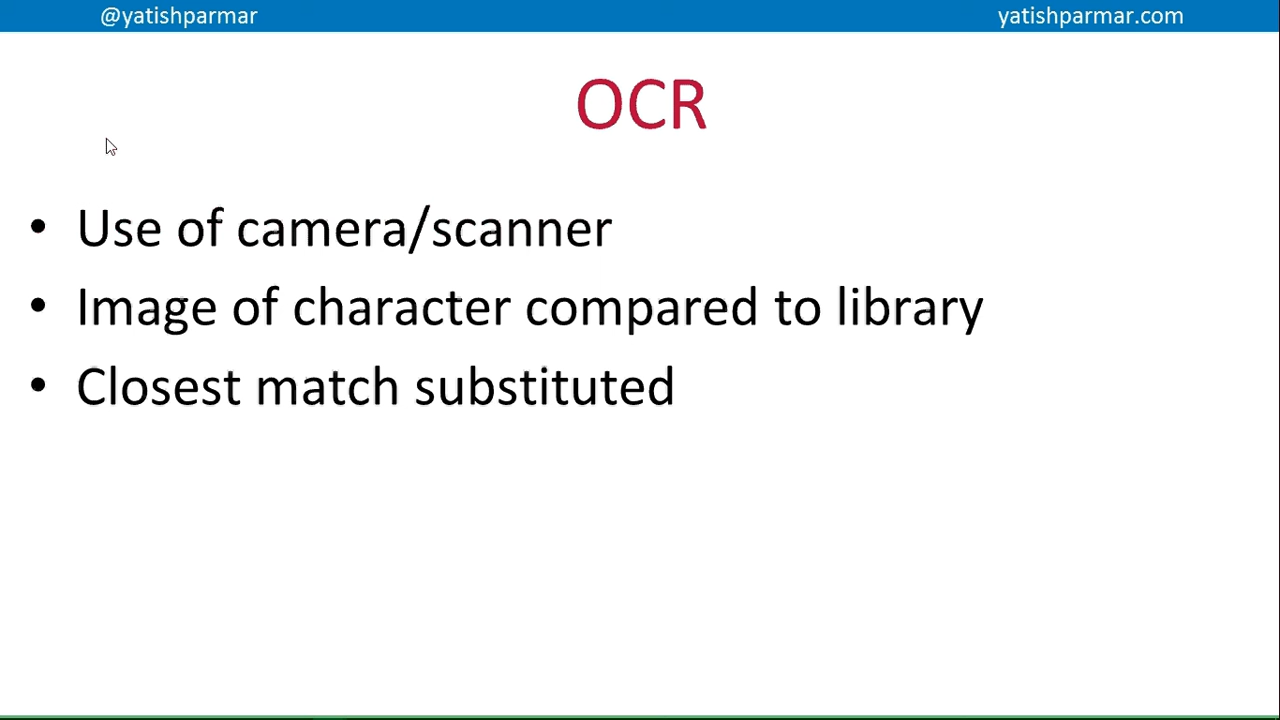 @yatishparmar
yatishparmar.com
OCR
• Use of camera/scanner
• Image of character compared to library
• Closest match substituted